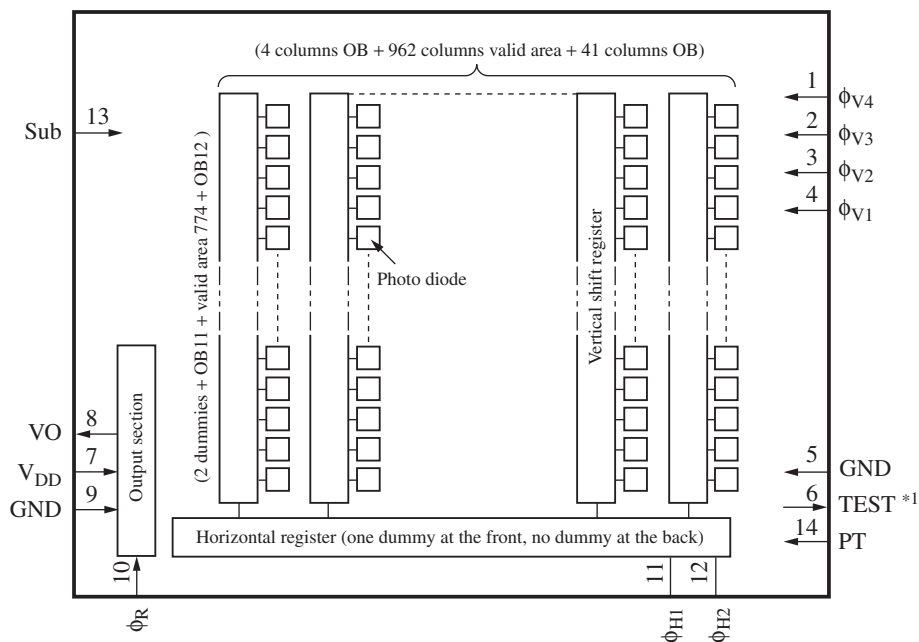 (4 columns OB + 962 columns valid area + 41 columns OB)
Sub
13
1
ϕV4
2
ϕV3
3
ϕV2
4
ϕV1
(2 dummies + OB11 + valid area 774 + OB12)
Photo diode
Vertical shift register
Output section
VO
8
VDD
7
GND
9
5
GND
6
TEST *1
14
PT
Horizontal register (one dummy at the front, no dummy at the back)
10
ϕR
11
ϕH1
12
ϕH2